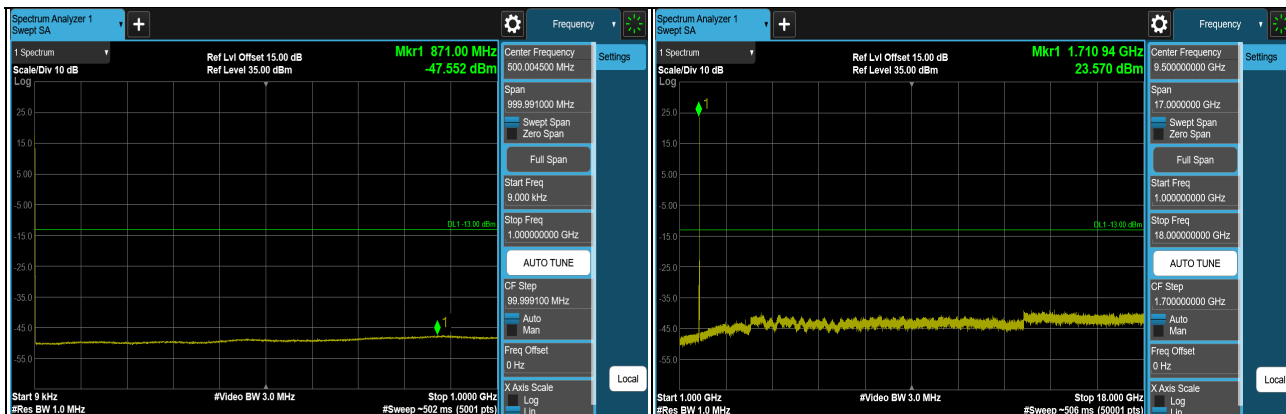 Spectrum Analyzer 1
Swept SA
+
Frequency
1 Spectrum
Scale/Div 10 dB
Log
Ref Lvl Offset 15.00 dB
Ref Level 35.00 dBm
Mkr1 871.00 MHz
-47.552 dBm
25.0
15.0
5.00
-5.00
-15.0
-25.0
-35.0
-45.0
-55.0
DL1 -13.00 dBm
1
Start 9 kHz
#Res BW 1.0 MHz
#Video BW 3.0 MHz
Stop 1.0000 GHz
#Sweep ~502 ms (5001 pts)
Center Frequency
500.004500 MHz
Settings
Span
999.991000 MHz
Swept Span
Zero Span
Full Span
Start Freq
9.000 kHz
Stop Freq
1.000000000 GHz
AUTO TUNE
CF Step
99.999100 MHz
Auto
Man
Freq Offset
0 Hz
X Axis Scale
Log
Lin
Local
Spectrum Analyzer 1
Swept SA
+
Frequency
1 Spectrum
Scale/Div 10 dB
Log
Ref Lvl Offset 15.00 dB
Ref Level 35.00 dBm
Mkr1 1.710 94 GHz
23.570 dBm
1
25.0
15.0
5.00
-5.00
-15.0
-25.0
-35.0
-45.0
-55.0
DL1 -13.00 dBm
Start 1.000 GHz
#Res BW 1.0 MHz
#Video BW 3.0 MHz
Stop 18.000 GHz
#Sweep ~506 ms (50001 pts)
Center Frequency
9.500000000 GHz
Settings
Span
17.0000000 GHz
Swept Span
Zero Span
Full Span
Start Freq
1.000000000 GHz
Stop Freq
18.000000000 GHz
AUTO TUNE
CF Step
1.700000000 GHz
Auto
Man
Freq Offset
0 Hz
X Axis Scale
Log
Lin
Local